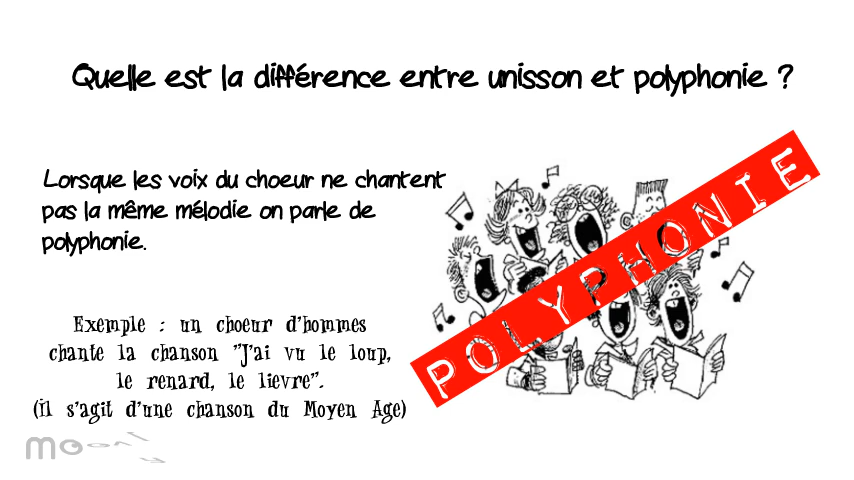 Quelle est la différence entre unisson et polyphonie ?
Lorsque les voix du choeur ne chantent
pas la même mélodie on parle de
polyphonie.
Exemple : un choeur d'hommes
chante la chanson "J'ai vu le loup,
le renard, le lievre".
(Il s'agit d'une chanson du Moyen Age)
POLYPHONIE